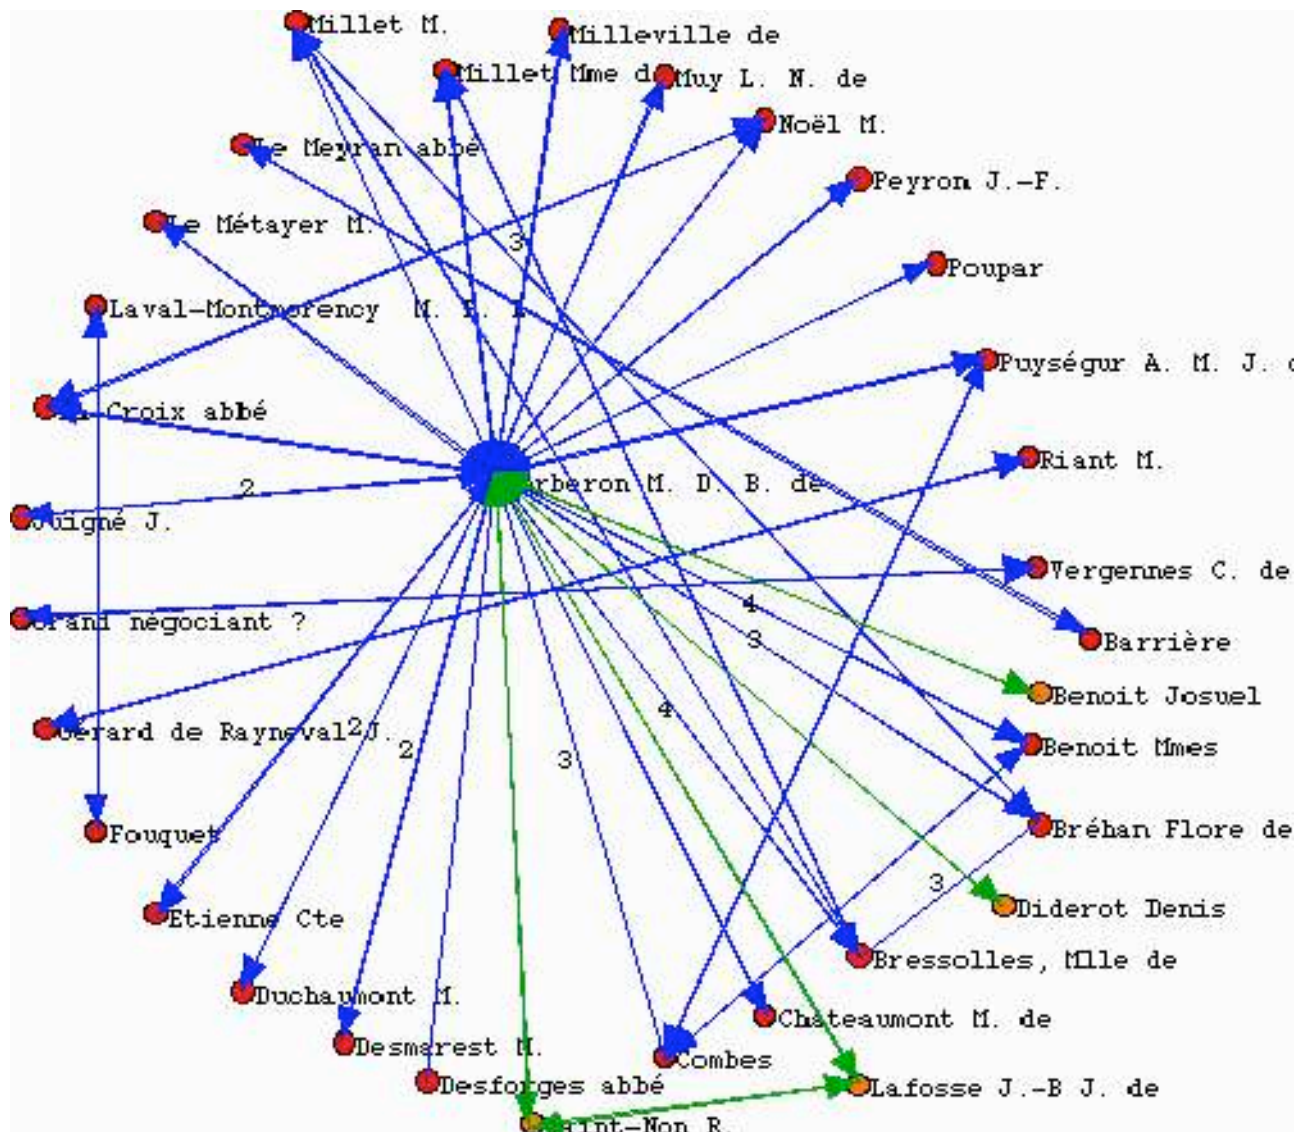 Millet M.
Milleville de
Millet Mme d
Muy L. N. de
Noël M.
Le Meyran abbé
Peyron J.-F.
Le Métayer M.
3
Poupar
Laval-Montmorency M.
Puységur A. M. J.
Croix abbé
Riant M.
2
rberon M. D. B. de
Juigné J.
Vergennes C. de
négociant ?
4
3
Barrière
Benoit Josuel
4
Gérard de Rayneval J.
2
2
3
Benoit Mmes
Fouquet
Bréhan Flore de
3
Etienne Cte
Diderot Denis
Bressolles, Mlle de
Duchaumont M.
Chateaumont M. de
Desmarest M.
Combes
Desforges abbé
Lafosse J.-B J. de
aint-Non R.